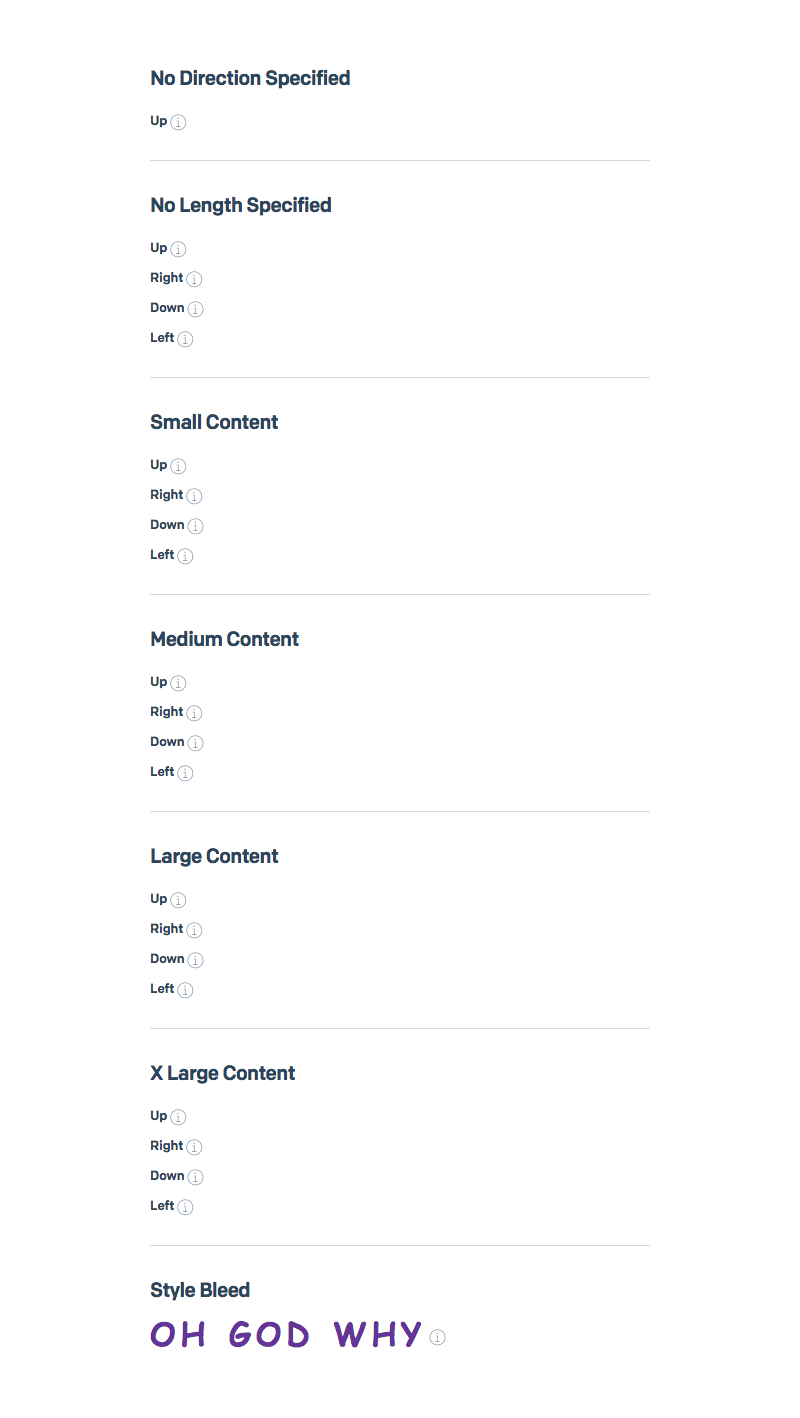 No Direction Specified
Up
No Length Specified
Up
Right
Down
Left
Small Content
Up
Right
Down
Left
Medium Content
Up
Right
Down
Left
Large Content
Up
Right
Down
Left
X Large Content
Up
Right
Down
Left
Style Bleed
OH GOD WHY